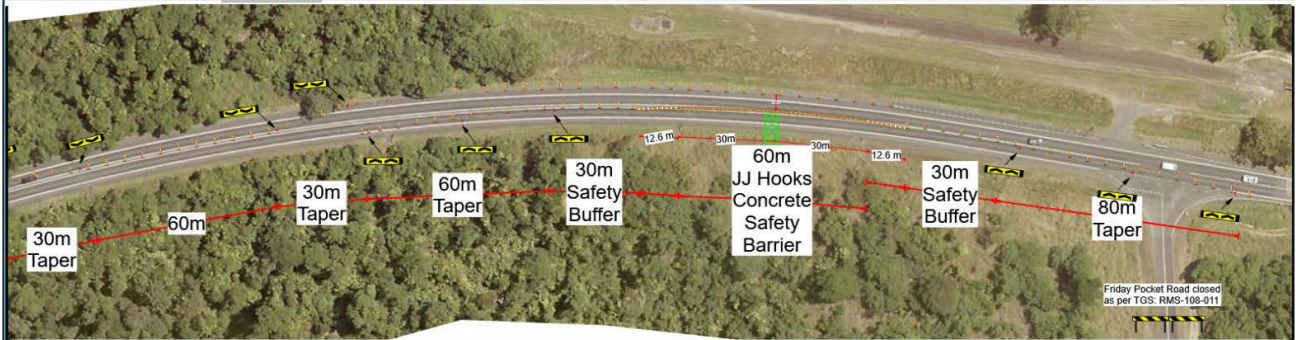 30m
Taper
60m
30m
Taper
60m
Taper
30m
Safety
Buffer
12.6 m
30m
30m
12.6 m
60m
JJ Hooks
Concrete
Safety
Barrier
30m
Safety
Buffer
80m
Taper
Friday Pocket Road closed
as per TGS: RMS-108-011